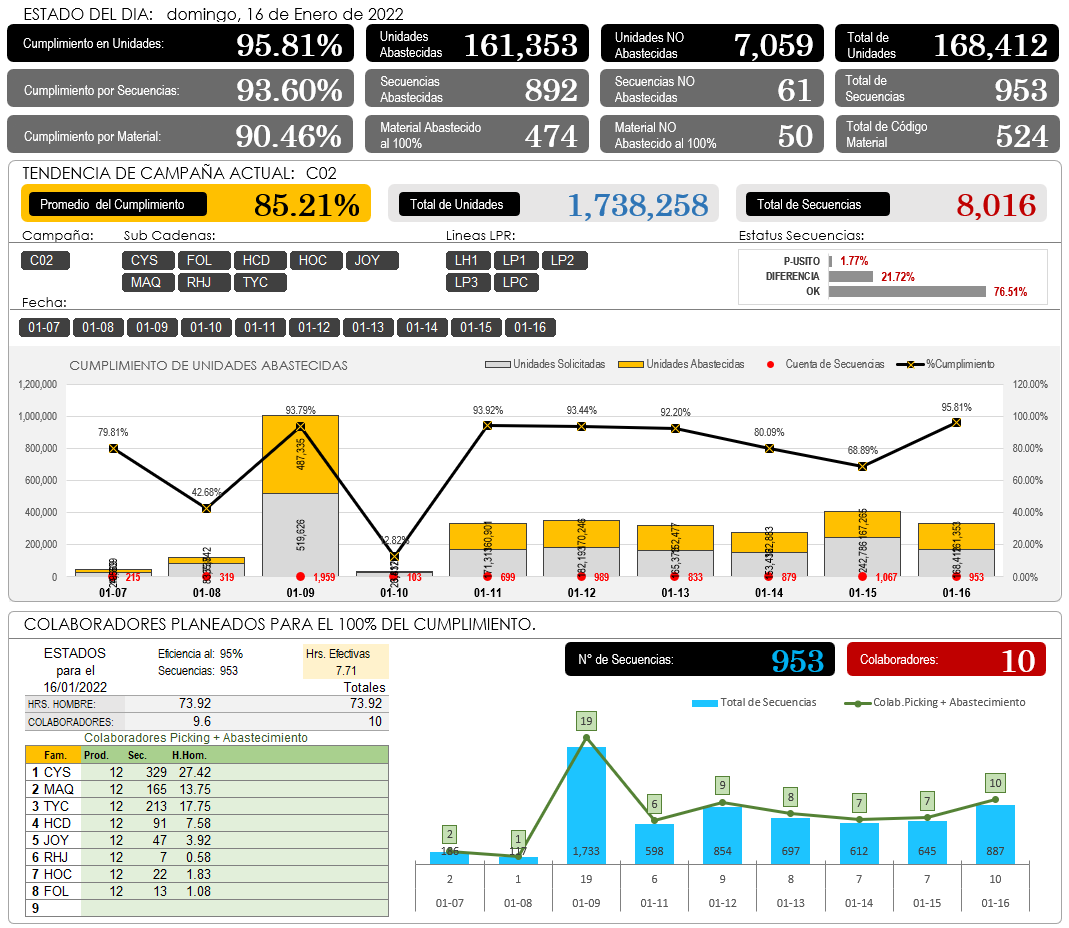 ESTADO DEL DIA: domingo, 16 de Enero de 2022
Cumplimiento en Unidades: 95.81%
Unidades Abastecidas 161,353
Unidades NO Abastecidas 7,059
Total de Unidades 168,412
Cumplimiento por Secuencias: 93.60%
Secuencias Abastecidas 892
Secuencias NO Abastecidas 61
Total de Secuencias 953
Cumplimiento por Material: 90.46%
Material Abastecido al 100% 474
Material NO Abastecido al 100% 50
Total de Código Material 524
TENDENCIA DE CAMPAÑA ACTUAL: C02
Promedio del Cumplimiento 85.21%
Total de Unidades 1,738,258
Total de Secuencias 8,016
Campaña: Sub Cadenas: Lineas LPR: Estatus Secuencias:
C02 CYS FOL HCD HOC JOY LH1 LP1 LP2
MAQ RHJ TYC LP3 LPC
P-USITO 1.77%
DIFERENCIA 21.72%
OK 76.51%
Fecha:
01-07 01-08 01-09 01-10 01-11 01-12 01-13 01-14 01-15 01-16
CUMPLIMIENTO DE UNIDADES ABASTECIDAS
Unidades Solicitadas Unidades Abastecidas Cuenta de Secuencias %Cumplimiento
1,200,000 120.00%
1,000,000 100.00%
800,000 80.00%
600,000 60.00%
400,000 40.00%
200,000 20.00%
0 0.00%
79.81% 42.68% 93.79% 93.92% 93.44% 92.20% 80.09% 68.89% 95.81%
487,335 160,901 170,246 152,477 167,265 161,353
519,626 242,786 168,412
215 319 1,959 103 699 989 833 879 1,067 953
01-07 01-08 01-09 01-10 01-11 01-12 01-13 01-14 01-15 01-16
COLABORADORES PLANEADOS PARA EL 100% DEL CUMPLIMIENTO.
ESTADOS para el 16/01/2022
Eficiencia al: 95%
Secuencias: 953
Hrs. Efectivas
7.71
Totales
HRS. HOMBRE: 73.92 73.92
COLABORADORES: 9.6 10
Colaboradores Picking + Abastecimiento
Fam. Prod. Sec. H.Hom.
1 CYS 12 329 27.42
2 MAQ 12 165 13.75
3 TYC 12 213 17.75
4 HCD 12 91 7.58
5 JOY 12 47 3.92
6 RHJ 12 7 0.58
7 HOC 12 22 1.83
8 FOL 12 13 1.08
9
N° de Secuencias: 953
Colaboradores: 10
Total de Secuencias Colab.Picking + Abastecimiento
2 1 19 6 9 8 7 7 10
117 1,733 598 854 697 612 645 887
2 1 19 6 9 8 7 7 10
01-07 01-08 01-09 01-11 01-12 01-13 01-14 01-15 01-16